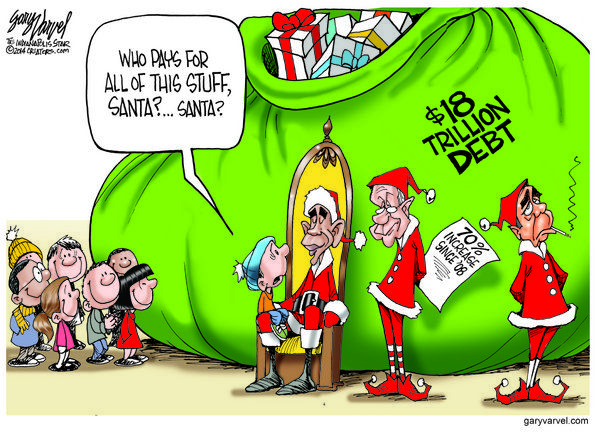 Gary Varvel
THE INDIANAPOLIS STAR
©2014 CREATORS.COM
WHO PAYS FOR
ALL OF THIS STUFF,
SANTA?... SANTA?
$18
TRILLION
DEBT
70%
INCREASE
SINCE 08
garyvarvel.com